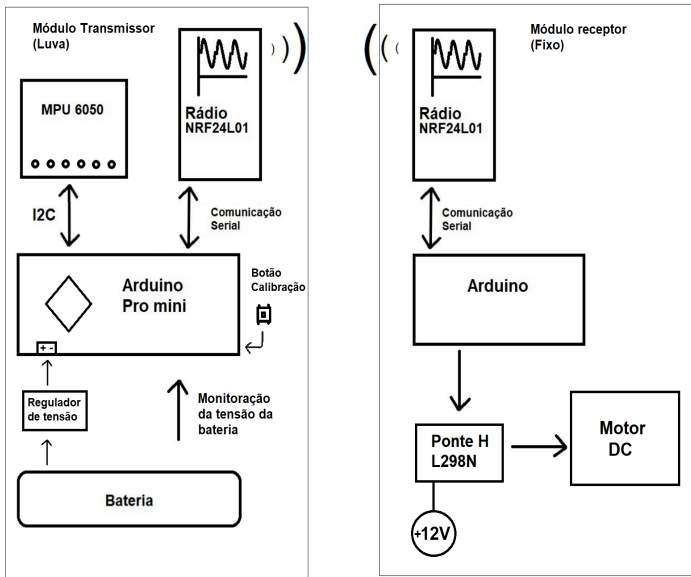 Módulo Transmissor
(Luva)
MPU 6050
Rádio
NRF24L01
I2C
Comunicação
Serial
Arduino
Pro mini
Botão
Calibração
+ -
Regulador
de tensão
Monitoração
da tensão da
bateria
Bateria
Módulo receptor
(Fixo)
Rádio
NRF24L01
Comunicação
Serial
Arduino
Ponte H
L298N
Motor
DC
+12V